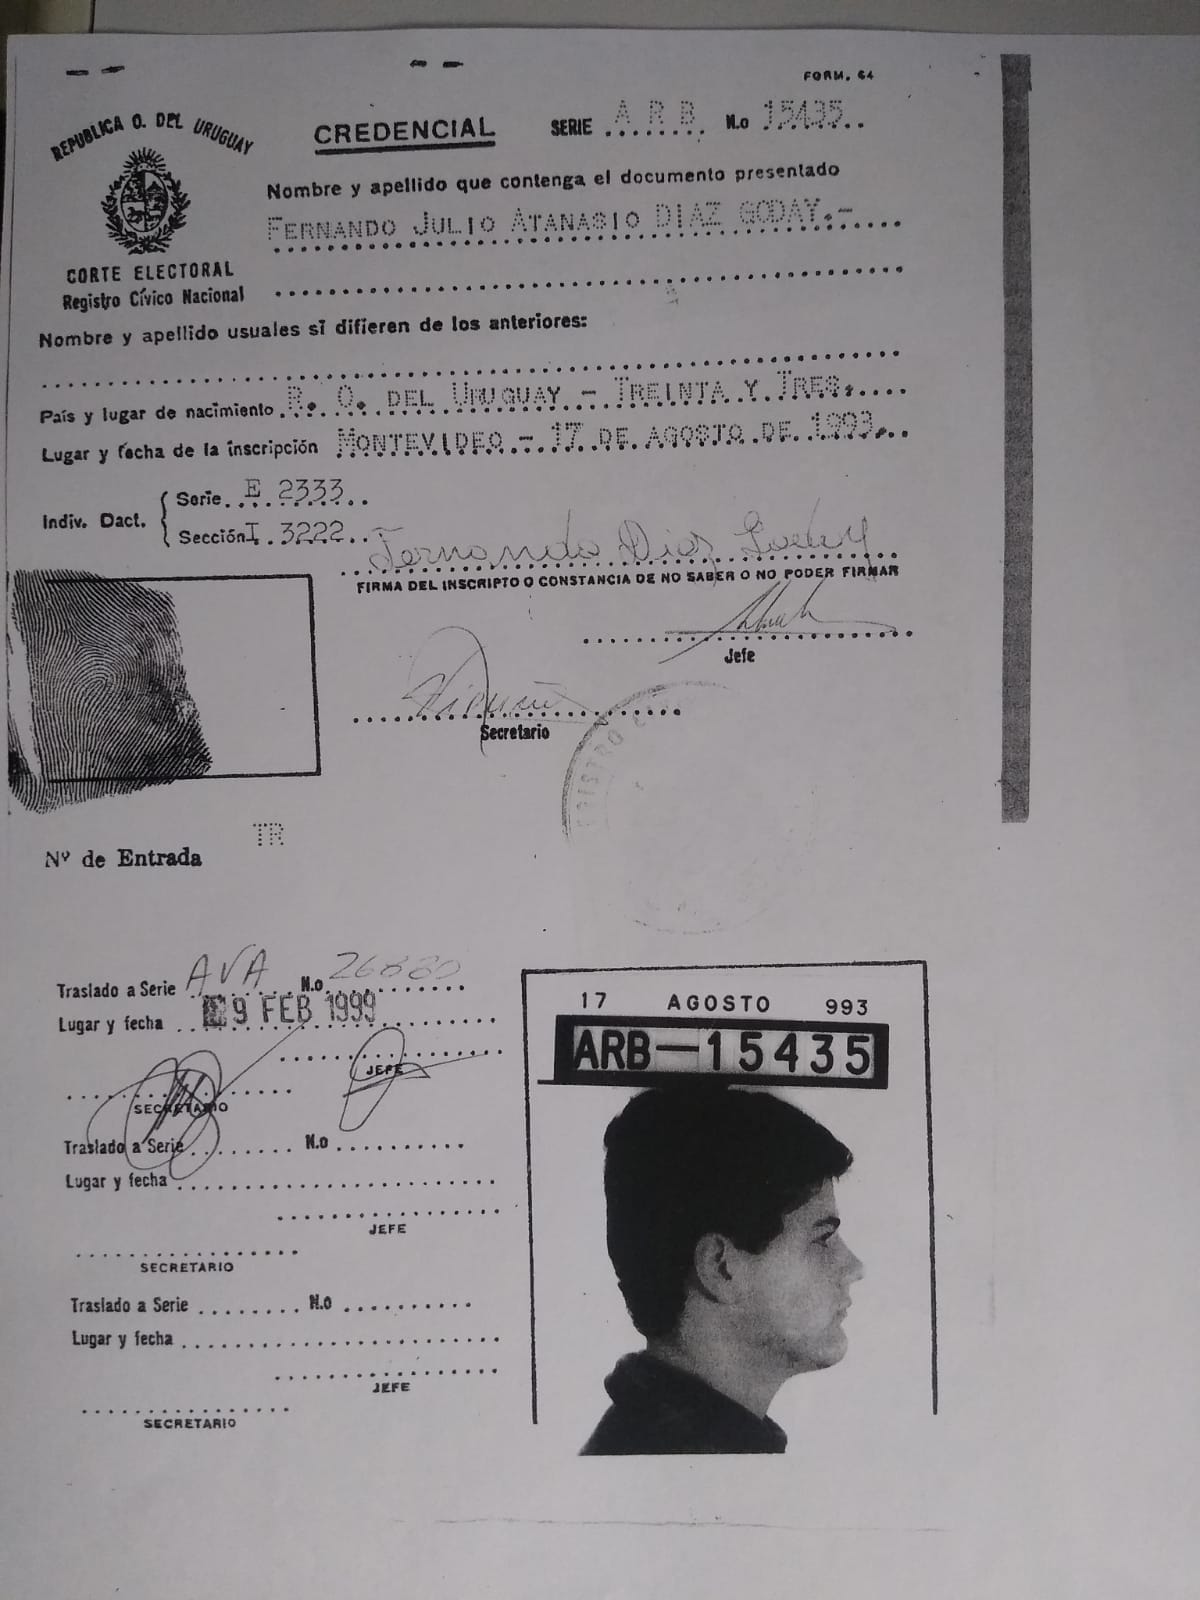 FORM. 64
REPUBLICA O. DEL URUGUAY
CREDENCIAL SERIE A R B N.o 15435
Nombre y apellido que contenga el documento presentado
FERNANDO JULIO ATANASIO DIAZ GODAY.-
CORTE ELECTORAL
Registro Cívico Nacional
Nombre y apellido usuales si difieren de los anteriores:
País y lugar de nacimiento R. O. DEL URUGUAY - TREINTA Y TRES.
Lugar y fecha de la inscripción MONTEVIDEO - 17 DE AGOSTO DE 1993.
Indiv. Dact. { Serie E 2333
Sección I 3222
Fernando Diaz Goday
FIRMA DEL INSCRIPTO O CONSTANCIA DE NO SABER O NO PODER FIRMAR
Jefe
Secretario
TR
Nº de Entrada
Traslado a Serie AVA N.o 26880
Lugar y fecha 9 FEB 1999
JEFE
SECRETARIO
Traslado a Serie N.o
Lugar y fecha
JEFE
SECRETARIO
Traslado a Serie N.o
Lugar y fecha
JEFE
SECRETARIO
17 AGOSTO 993
ARB-15435